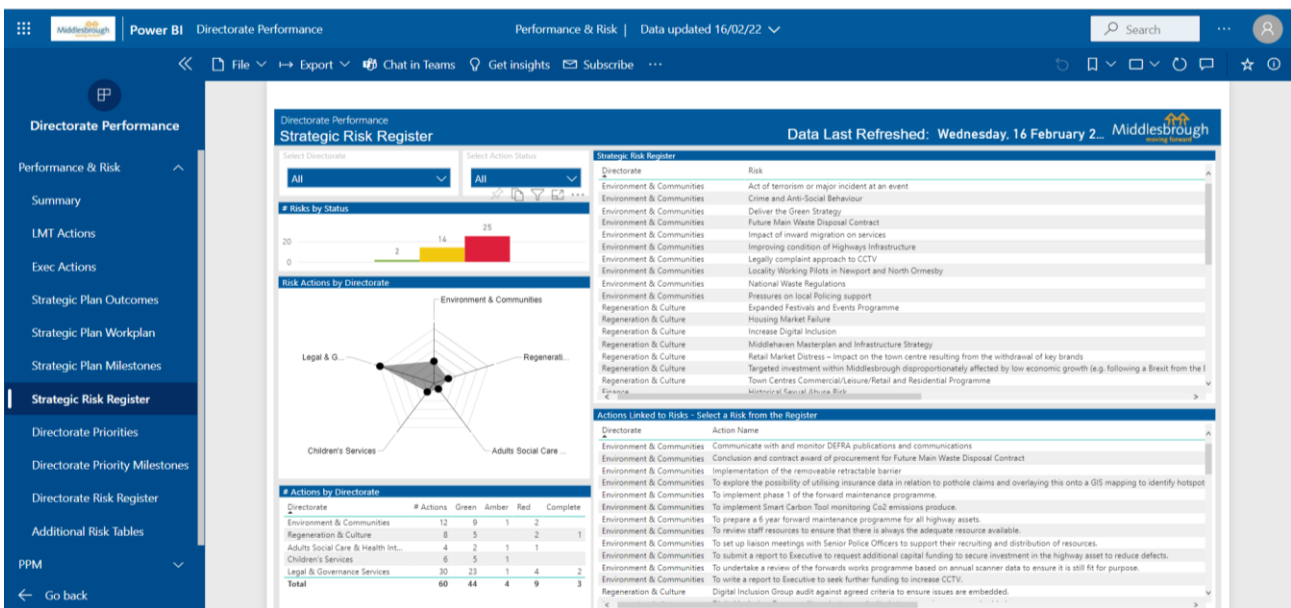 Middlesbrough
moving forward
Power BI Directorate Performance
Performance & Risk | Data updated 16/02/22
Search
File Export Chat in Teams Get insights Subscribe ...
Directorate Performance
Performance & Risk
Summary
LMT Actions
Exec Actions
Strategic Plan Outcomes
Strategic Plan Workplan
Strategic Plan Milestones
Strategic Risk Register
Directorate Priorities
Directorate Priority Milestones
Directorate Risk Register
Additional Risk Tables
PPM
Go back
Directorate Performance
Strategic Risk Register
Data Last Refreshed: Wednesday, 16 February 2...
Middlesbrough
moving forward
Select Directorate
All
Select Action Status
All
# Risks by Status
20
0
2
14
25
Risk Actions by Directorate
Environment & Communities
Legal & G...
Regenerati...
Children's Services
Adults Social Care ...
# Actions by Directorate
Directorate # Actions Green Amber Red Complete
Environment & Communities 12 9 1 2
Regeneration & Culture 8 5 2 1
Adults Social Care & Health Int... 4 2 1 1
Children's Services 6 5 1
Legal & Governance Services 30 23 1 4 2
Total 60 44 4 9 3
Strategic Risk Register
Directorate Risk
Environment & Communities Act of terrorism or major incident at an event
Environment & Communities Crime and Anti-Social Behaviour
Environment & Communities Deliver the Green Strategy
Environment & Communities Future Main Waste Disposal Contract
Environment & Communities Impact of inward migration on services
Environment & Communities Improving condition of Highways Infrastructure
Environment & Communities Legally complaint approach to CCTV
Environment & Communities Locality Working Pilots in Newport and North Ormesby
Environment & Communities National Waste Regulations
Environment & Communities Pressures on local Policing support
Regeneration & Culture Expanded Festivals and Events Programme
Regeneration & Culture Housing Market Failure
Regeneration & Culture Increase Digital Inclusion
Regeneration & Culture Middlehaven Masterplan and Infrastructure Strategy
Regeneration & Culture Retail Market Distress – Impact on the town centre resulting from the withdrawal of key brands
Regeneration & Culture Targeted investment within Middlesbrough disproportionately affected by low economic growth (e.g. following a Brexit from the
Regeneration & Culture Town Centres Commercial/Leisure/Retail and Residential Programme
Finance Historical Sexual Abuse Risk
Actions Linked to Risks - Select a Risk from the Register
Directorate Action Name
Environment & Communities Communicate with and monitor DEFRA publications and communications
Environment & Communities Conclusion and contract award of procurement for Future Main Waste Disposal Contract
Environment & Communities Implementation of the removeable retractable barrier
Environment & Communities To explore the possibility of utilising insurance data in relation to pothole claims and overlaying this onto a GIS mapping to identify hotspot
Environment & Communities To implement phase 1 of the forward maintenance programme.
Environment & Communities To implement Smart Carbon Tool monitoring Co2 emissions produce.
Environment & Communities To prepare a 6 year forward maintenance programme for all highway assets.
Environment & Communities To review staff resources to ensure that there is always the adequate resource available.
Environment & Communities To set up liaison meetings with Senior Police Officers to support their recruiting and distribution of resources.
Environment & Communities To submit a report to Executive to request additional capital funding to secure investment in the highway asset to reduce defects.
Environment & Communities To undertake a review of the forwards works programme based on annual scanner data to ensure it is still fit for purpose.
Environment & Communities To write a report to Executive to seek further funding to increase CCTV.
Regeneration & Culture Digital Inclusion Group audit against agreed criteria to ensure issues are embedded.